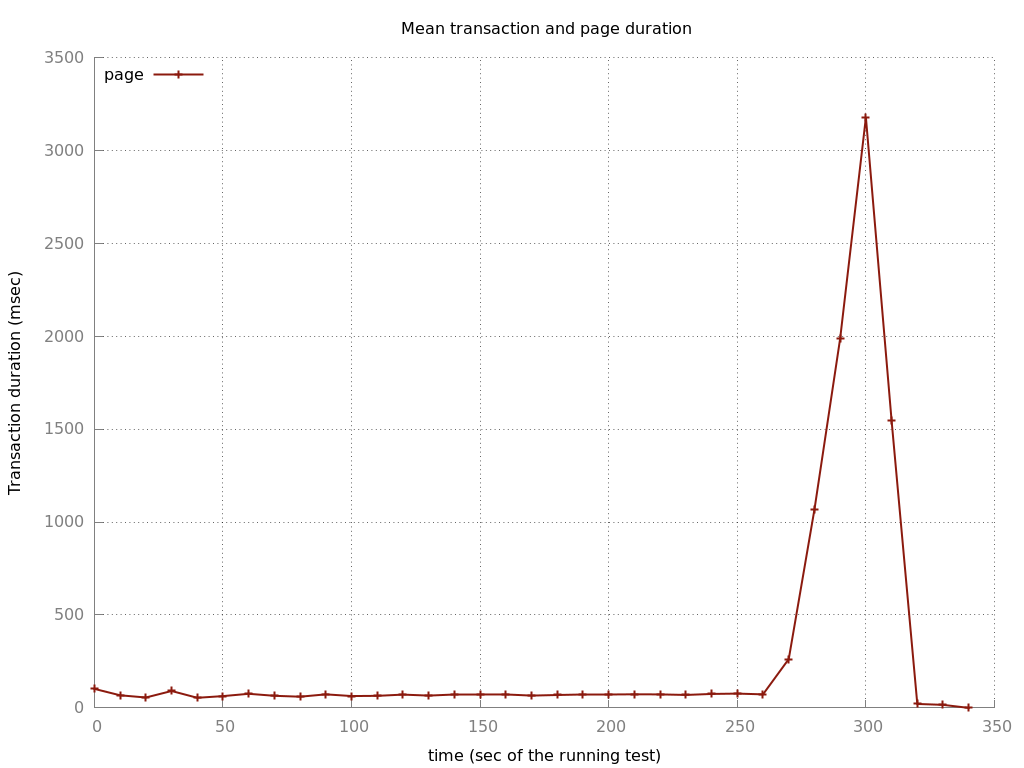 Mean transaction and page duration
3500
page
3000
2500
2000
1500
1000
500
0
0 50 100 150 200 250 300 350
Transaction duration (msec)
time (sec of the running test)